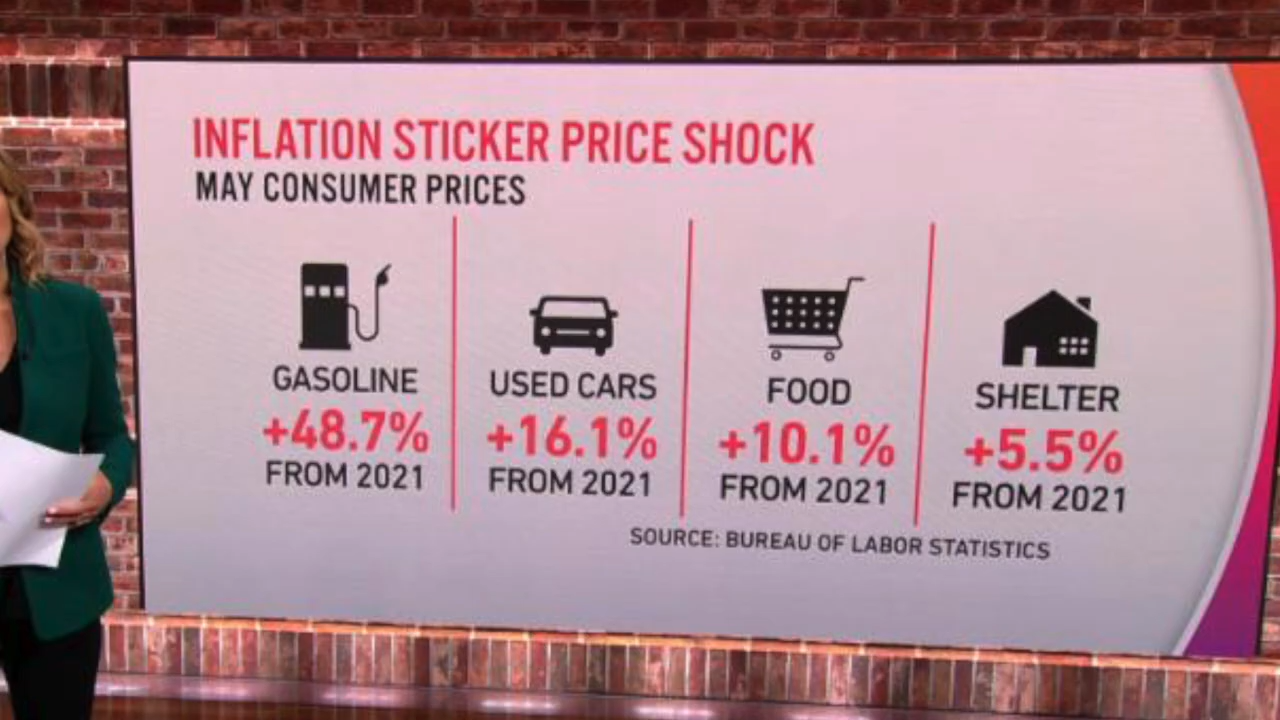 INFLATION STICKER PRICE SHOCK
MAY CONSUMER PRICES
GASOLINE
+48.7%
FROM 2021
USED CARS
+16.1%
FROM 2021
FOOD
+10.1%
FROM 2021
SHELTER
+5.5%
FROM 2021
SOURCE: BUREAU OF LABOR STATISTICS